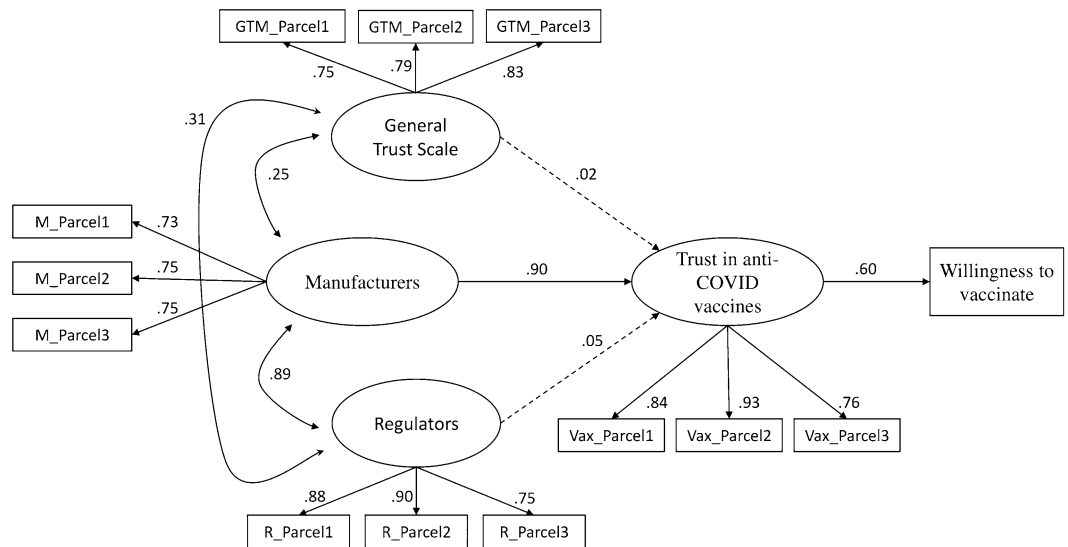 GTM_Parcel1
GTM_Parcel2
GTM_Parcel3
.75
.79
.83
.31
General
Trust Scale
.25
.02
M_Parcel1
M_Parcel2
M_Parcel3
.73
.75
.75
Manufacturers
.90
Trust in anti-
COVID
vaccines
.60
Willingness to
vaccinate
.89
.05
Regulators
.84
.93
.76
Vax_Parcel1
Vax_Parcel2
Vax_Parcel3
.88
.90
.75
R_Parcel1
R_Parcel2
R_Parcel3